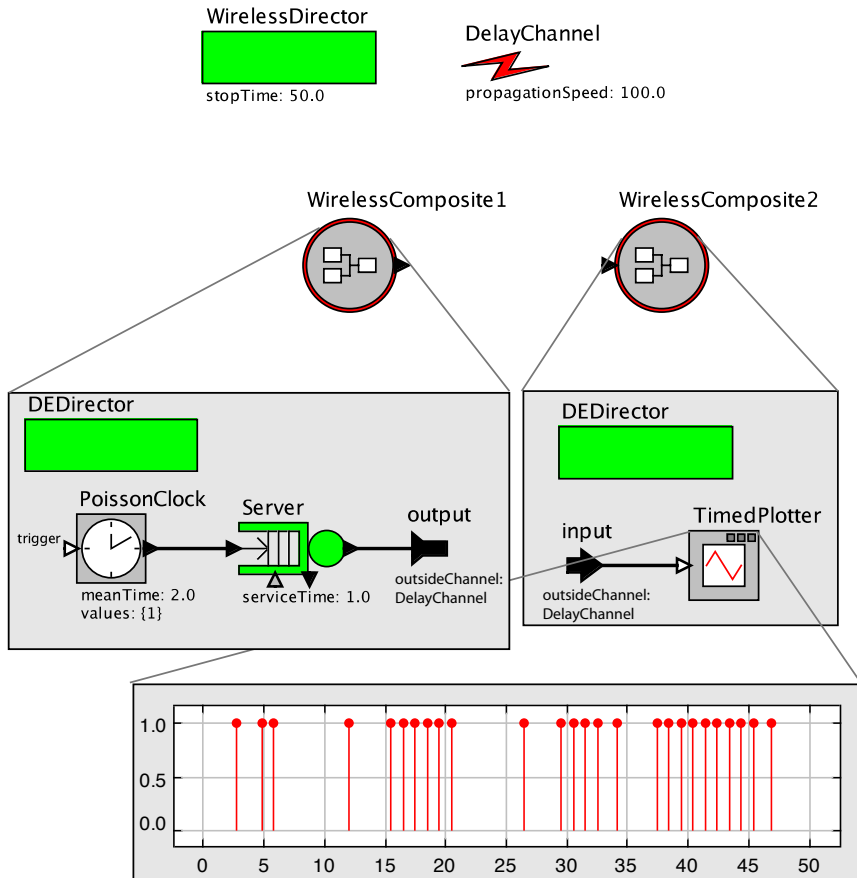 WirelessDirector
stopTime: 50.0
DelayChannel
propagationSpeed: 100.0
WirelessComposite1
WirelessComposite2
DEDirector
PoissonClock
trigger
meanTime: 2.0
values: {1}
Server
serviceTime: 1.0
output
outsideChannel:
DelayChannel
DEDirector
input
outsideChannel:
DelayChannel
TimedPlotter
1.0
0.5
0.0
0 5 10 15 20 25 30 35 40 45 50